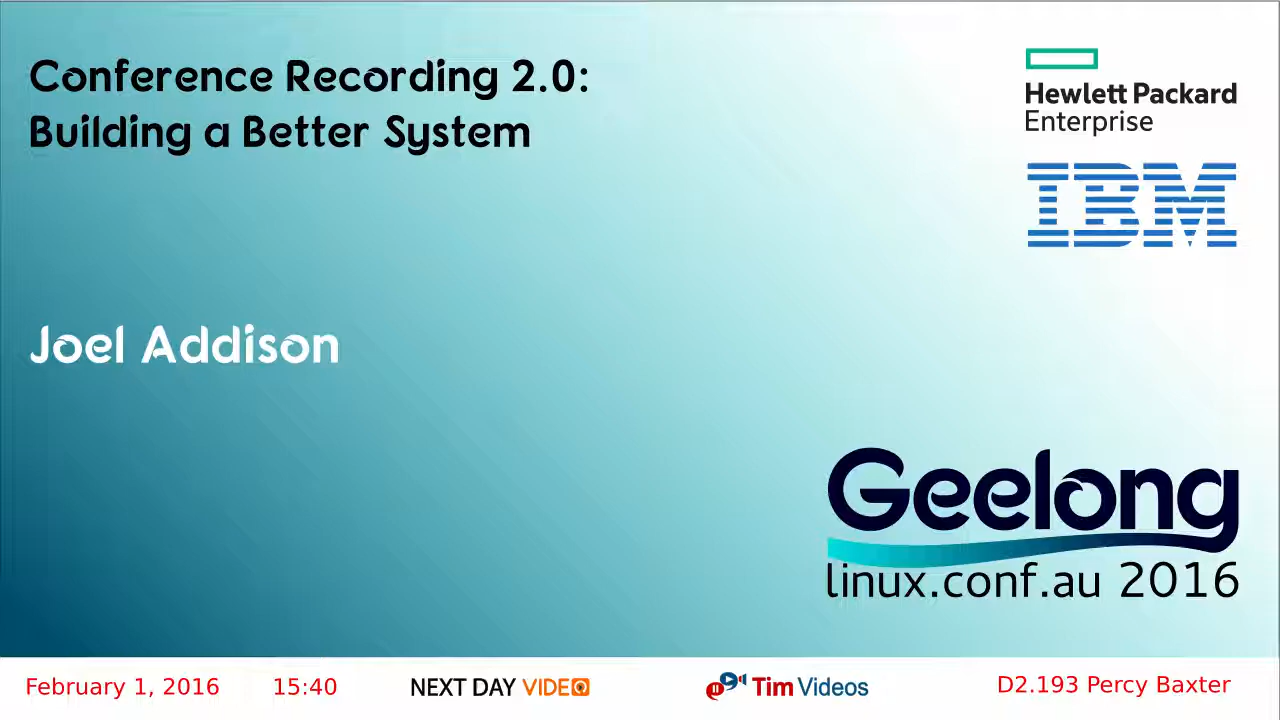 Conference Recording 2.0:
Building a Better System
Hewlett Packard
Enterprise
IBM
Joel Addison
Geelong
linux.conf.au 2016
February 1, 2016 15:40 NEXT DAY VIDEO Tim Videos D2.193 Percy Baxter